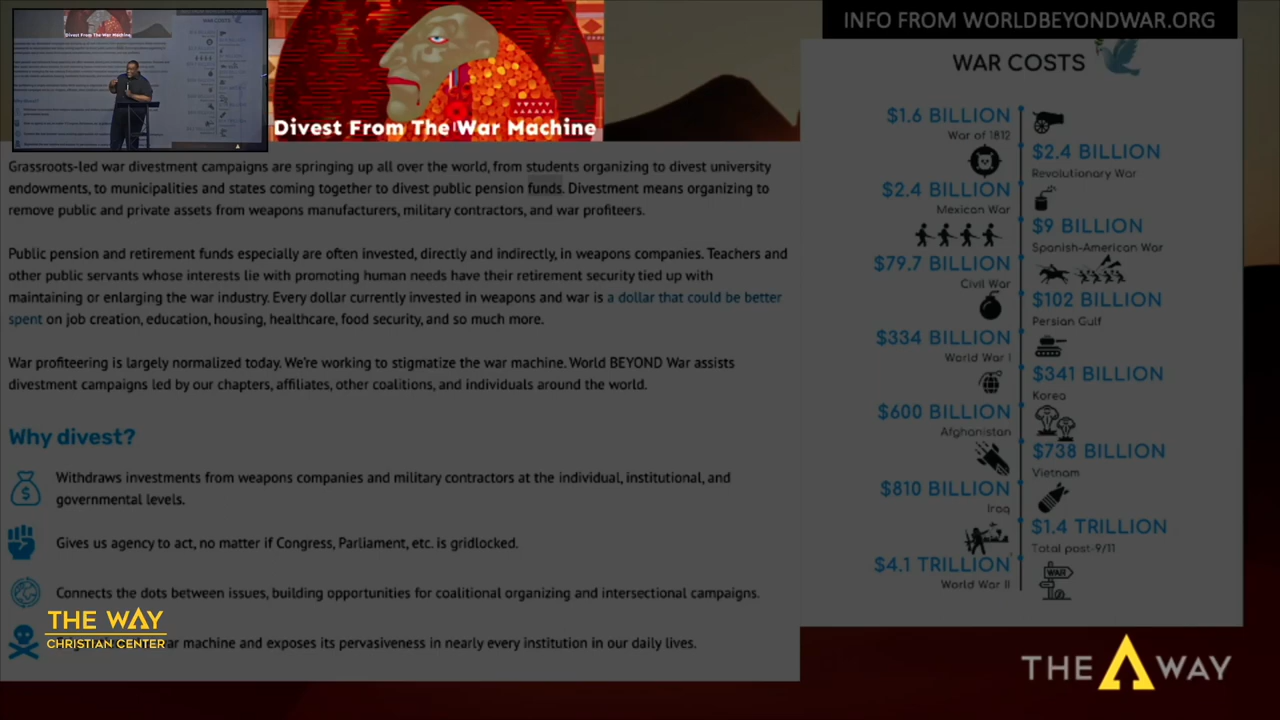 Divest From The War Machine
INFO FROM WORLDBEYONDWAR.ORG
Divest From The War Machine
Grassroots-led war divestment campaigns are springing up all over the world, from students organizing to divest university
endowments, to municipalities and states coming together to divest public pension funds. Divestment means organizing to
remove public and private assets from weapons manufacturers, military contractors, and war profiteers.
Public pension and retirement funds especially are often invested, directly and indirectly, in weapons companies. Teachers and
other public servants whose interests lie with promoting human needs have their retirement security tied up with
maintaining or enlarging the war industry. Every dollar currently invested in weapons and war is a dollar that could be better
spent on job creation, education, housing, healthcare, food security, and so much more.
War profiteering is largely normalized today. We're working to stigmatize the war machine. World BEYOND War assists
divestment campaigns led by our chapters, affiliates, other coalitions, and individuals around the world.
Why divest?
Withdraws investments from weapons companies and military contractors at the individual, institutional, and
governmental levels.
Gives us agency to act, no matter if Congress, Parliament, etc. is gridlocked.
Connects the dots between issues, building opportunities for coalitional organizing and intersectional campaigns.
war machine and exposes its pervasiveness in nearly every institution in our daily lives.
THE WAY
CHRISTIAN CENTER
WAR COSTS
$1.6 BILLION
War of 1812
$2.4 BILLION
Revolutionary War
$2.4 BILLION
Mexican War
$9 BILLION
Spanish-American War
$79.7 BILLION
Civil War
$102 BILLION
Persian Gulf
$334 BILLION
World War I
$341 BILLION
Korea
$600 BILLION
Afghanistan
$738 BILLION
Vietnam
$810 BILLION
Iraq
$1.4 TRILLION
Total post-9/11
$4.1 TRILLION
World War II
WAR
THE WAY